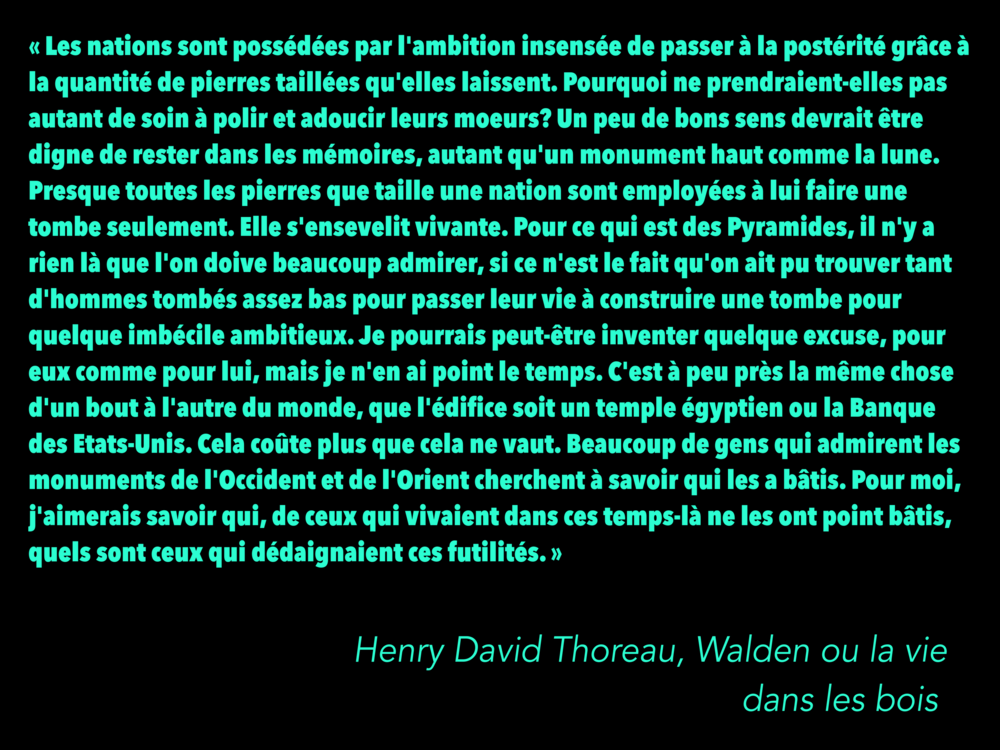 « Les nations sont possédées par l'ambition insensée de passer à la postérité grâce à
la quantité de pierres taillées qu'elles laissent. Pourquoi ne prendraient-elles pas
autant de soin à polir et adoucir leurs moeurs? Un peu de bons sens devrait être
digne de rester dans les mémoires, autant qu'un monument haut comme la lune.
Presque toutes les pierres que taille une nation sont employées à lui faire une
tombe seulement. Elle s'ensevelit vivante. Pour ce qui est des Pyramides, il n'y a
rien là que l'on doive beaucoup admirer, si ce n'est le fait qu'on ait pu trouver tant
d'hommes tombés assez bas pour passer leur vie à construire une tombe pour
quelque imbécile ambitieux. Je pourrais peut-être inventer quelque excuse, pour
eux comme pour lui, mais je n'en ai point le temps. C'est à peu près la même chose
d'un bout à l'autre du monde, que l'édifice soit un temple égyptien ou la Banque
des Etats-Unis. Cela coûte plus que cela ne vaut. Beaucoup de gens qui admirent les
monuments de l'Occident et de l'Orient cherchent à savoir qui les a bâtis. Pour moi,
j'aimerais savoir qui, de ceux qui vivaient dans ces temps-là ne les ont point bâtis,
quels sont ceux qui dédaignaient ces futilités. »
Henry David Thoreau, Walden ou la vie
dans les bois